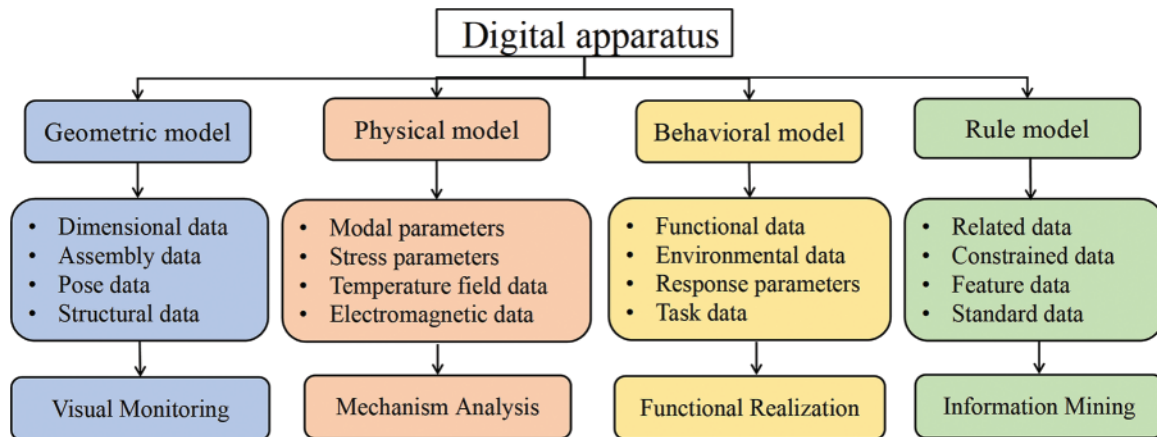 Digital apparatus
Geometric model
Physical model
Behavioral model
Rule model
• Dimensional data
• Assembly data
• Pose data
• Structural data
• Modal parameters
• Stress parameters
• Temperature field data
• Electromagnetic data
• Functional data
• Environmental data
• Response parameters
• Task data
• Related data
• Constrained data
• Feature data
• Standard data
Visual Monitoring
Mechanism Analysis
Functional Realization
Information Mining